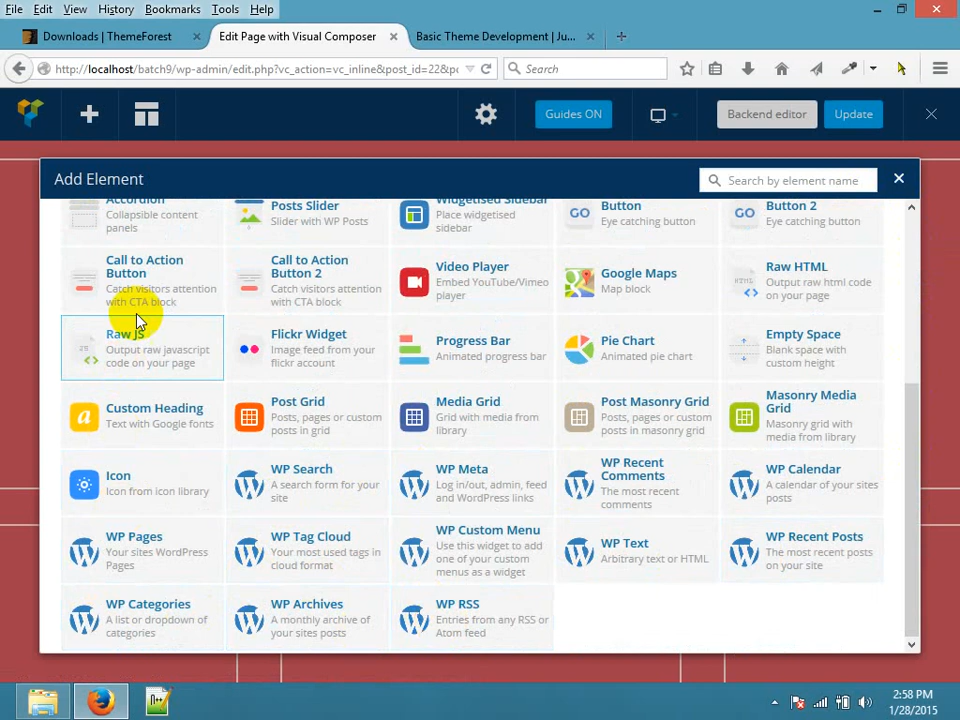 File Edit View History Bookmarks Tools Help
Downloads | ThemeForest
Edit Page with Visual Composer
Basic Theme Development | Ju...
http://localhost/batch9/wp-admin/edit.php?vc_action=vc_inline&post_id=22&pc
Search
Guides ON
Backend editor
Update
Add Element
Search by element name
Accordion
Collapsible content
panels
Posts Slider
Slider with WP Posts
Widgetised Sidebar
Place widgetised
sidebar
Button
Eye catching button
Button 2
Eye catching button
Call to Action
Button
Catch visitors attention
with CTA block
Call to Action
Button 2
Catch visitors attention
with CTA block
Video Player
Embed YouTube/Vimeo
player
Google Maps
Map block
Raw HTML
Output raw html code
on your page
Raw JS
Output raw javascript
code on your page
Flickr Widget
Image feed from your
flickr account
Progress Bar
Animated progress bar
Pie Chart
Animated pie chart
Empty Space
Blank space with
custom height
Custom Heading
Text with Google fonts
Post Grid
Posts, pages or custom
posts in grid
Media Grid
Grid with media from
library
Post Masonry Grid
Posts, pages or custom
posts in masonry grid
Masonry Media
Grid
Masonry grid with
media from library
Icon
Icon from icon library
WP Search
A search form for your
site
WP Meta
Log in/out, admin, feed
and WordPress links
WP Recent
Comments
The most recent
comments
WP Calendar
A calendar of your sites
posts
WP Pages
Your sites WordPress
Pages
WP Tag Cloud
Your most used tags in
cloud format
WP Custom Menu
Use this widget to add
one of your custom
menus as a widget
WP Text
Arbitrary text or HTML
WP Recent Posts
The most recent posts
on your site
WP Categories
A list or dropdown of
categories
WP Archives
A monthly archive of
your sites posts
WP RSS
Entries from any RSS or
Atom feed
2:58 PM
1/28/2015